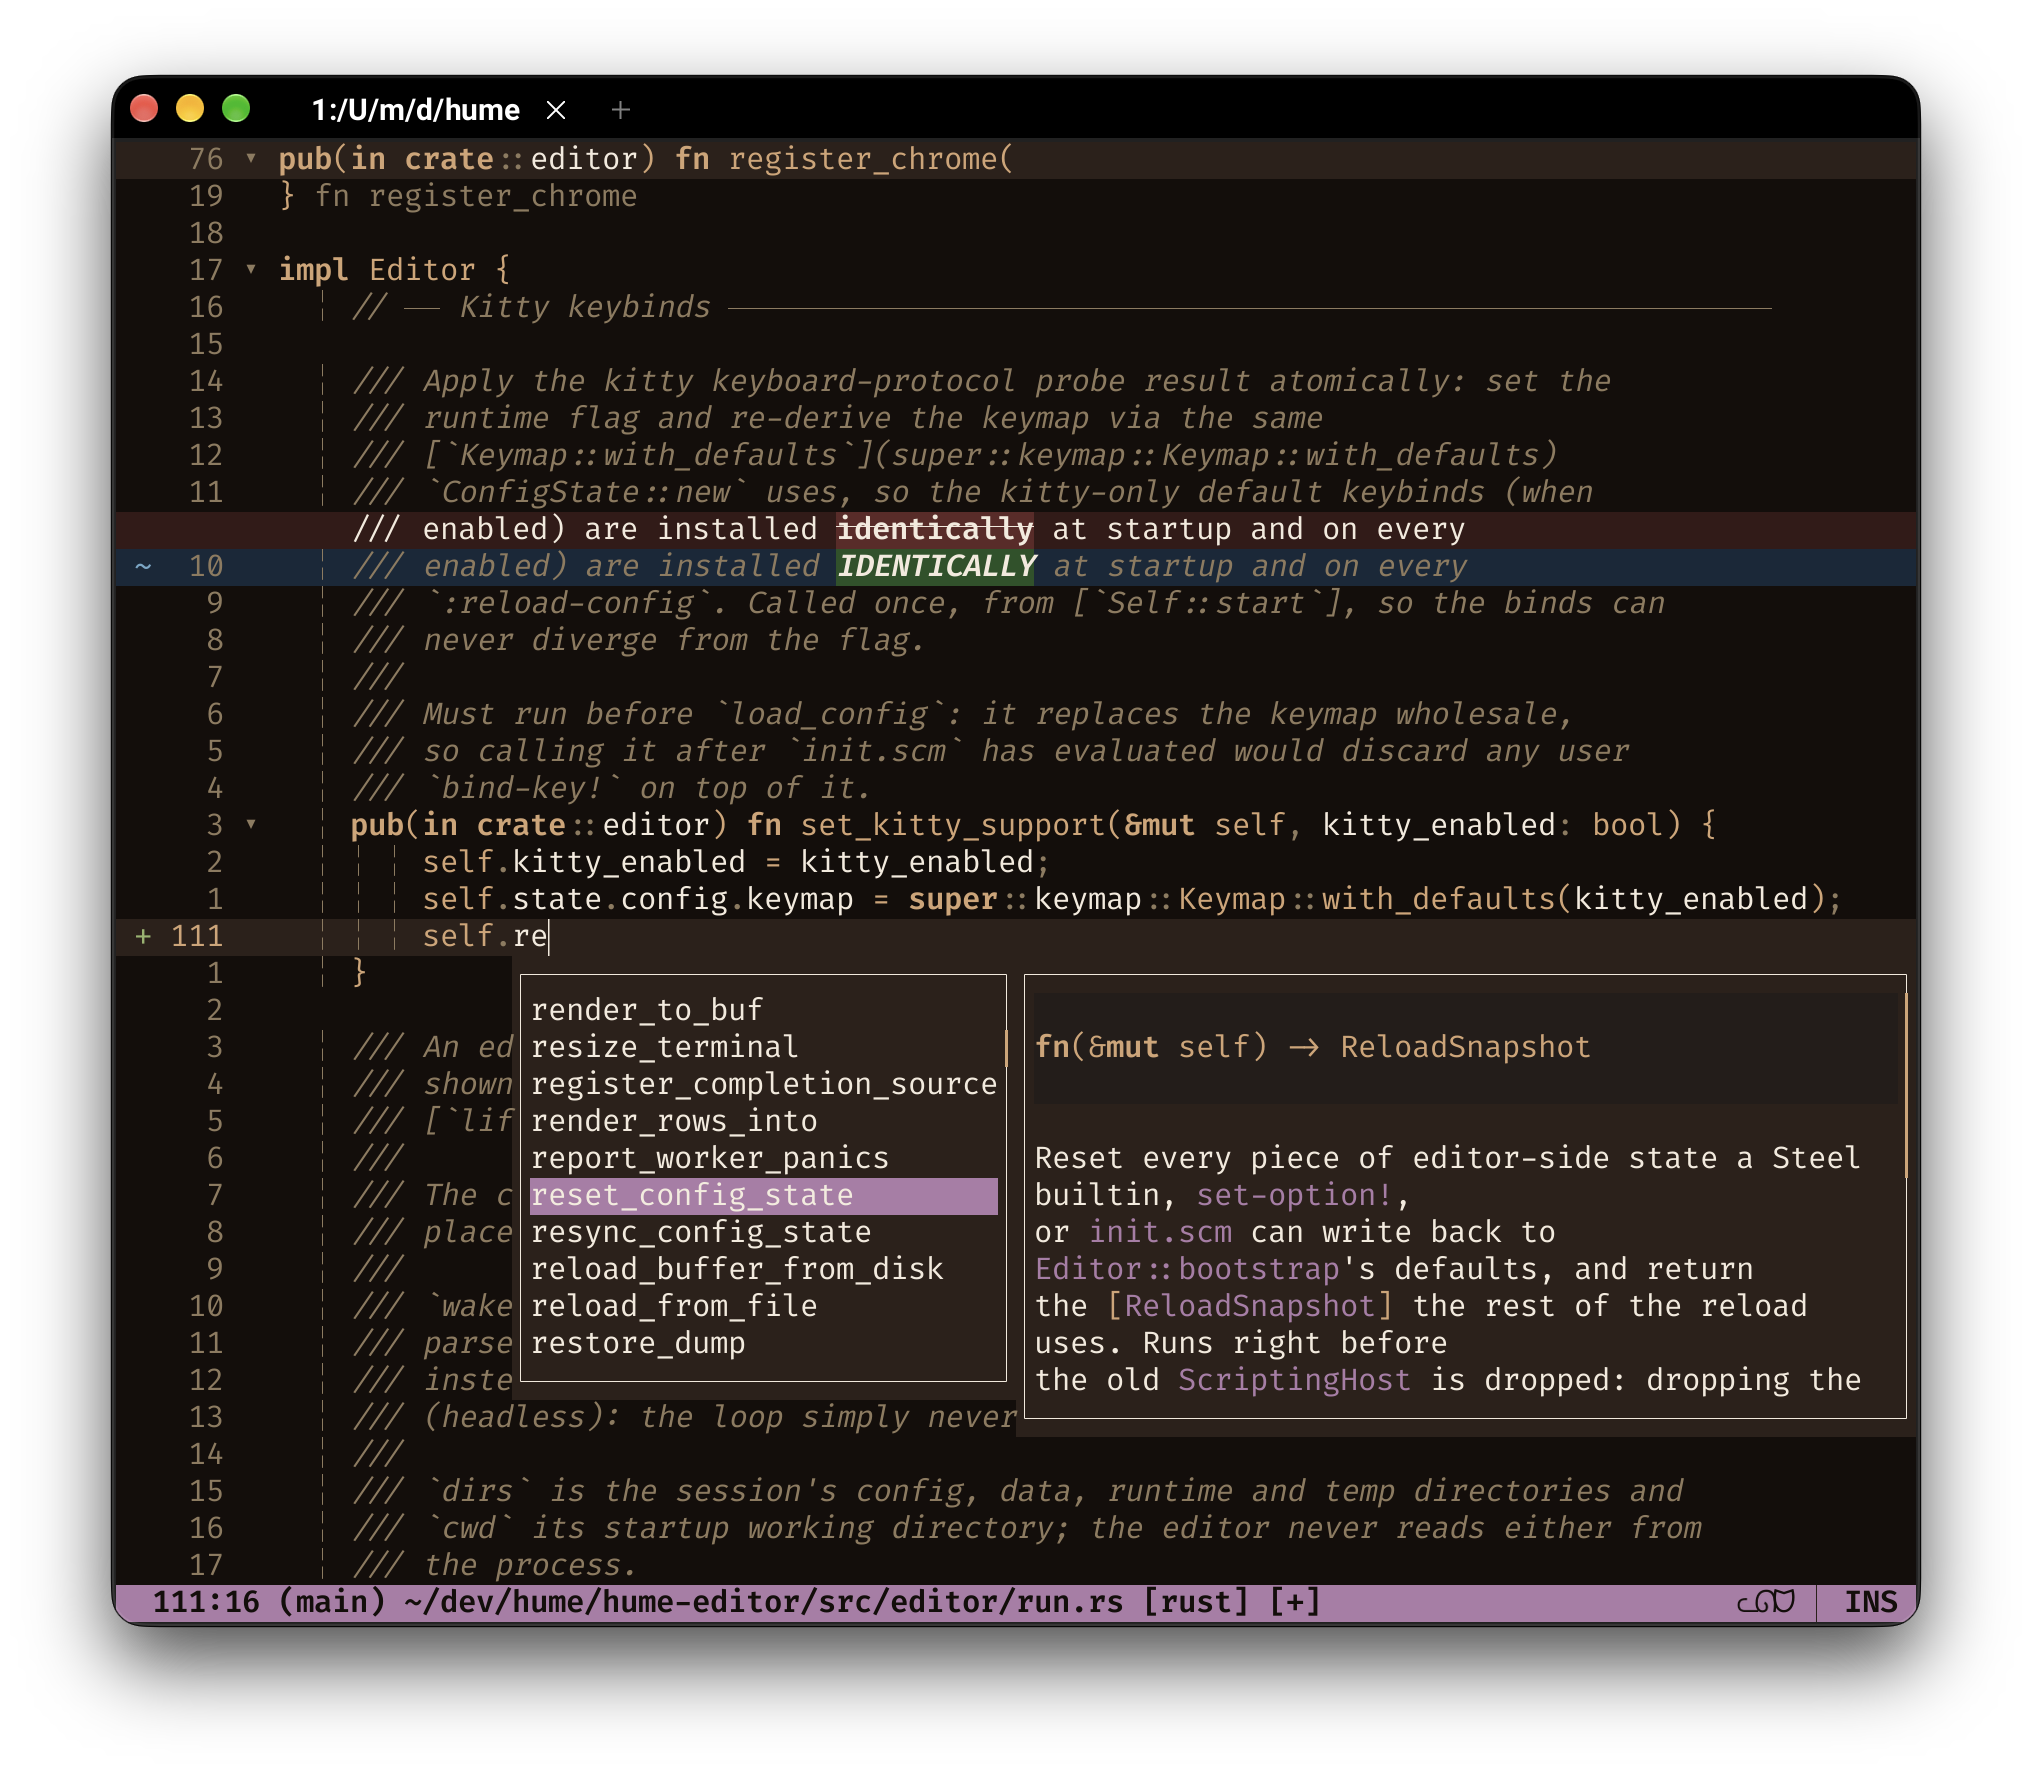 1:/U/m/d/hume × +
76 ▾ pub(in crate::editor) fn register_chrome(
19 } fn register_chrome
18
17 ▾ impl Editor {
16 // ── Kitty keybinds ──────────────────────────────────────────────────────────
15
14 /// Apply the kitty keyboard-protocol probe result atomically: set the
13 /// runtime flag and re-derive the keymap via the same
12 /// [`Keymap::with_defaults`](super::keymap::Keymap::with_defaults)
11 /// `ConfigState::new` uses, so the kitty-only default keybinds (when
/// enabled) are installed identically at startup and on every
~ 10 /// enabled) are installed IDENTICALLY at startup and on every
9 /// `:reload-config`. Called once, from [`Self::start`], so the binds can
8 /// never diverge from the flag.
7 ///
6 /// Must run before `load_config`: it replaces the keymap wholesale,
5 /// so calling it after `init.scm` has evaluated would discard any user
4 /// `bind-key!` on top of it.
3 ▾ pub(in crate::editor) fn set_kitty_support(&mut self, kitty_enabled: bool) {
2 self.kitty_enabled = kitty_enabled;
1 self.state.config.keymap = super::keymap::Keymap::with_defaults(kitty_enabled);
+ 111 self.re
1 }
2 render_to_buf
3 /// An ed resize_terminal fn(&mut self) -> ReloadSnapshot
4 /// shown register_completion_source
5 /// [`lif render_rows_into
6 /// report_worker_panics Reset every piece of editor-side state a Steel
7 /// The c reset_config_state builtin, set-option!,
8 /// place resync_config_state or init.scm can write back to
9 /// reload_buffer_from_disk Editor::bootstrap's defaults, and return
10 /// `wake reload_from_file the [ReloadSnapshot] the rest of the reload
11 /// parse restore_dump uses. Runs right before
12 /// inste the old ScriptingHost is dropped: dropping the
13 /// (headless): the loop simply never
14 ///
15 /// `dirs` is the session's config, data, runtime and temp directories and
16 /// `cwd` its startup working directory; the editor never reads either from
17 /// the process.
111:16 (main) ~/dev/hume/hume-editor/src/editor/run.rs [rust] [+] INS